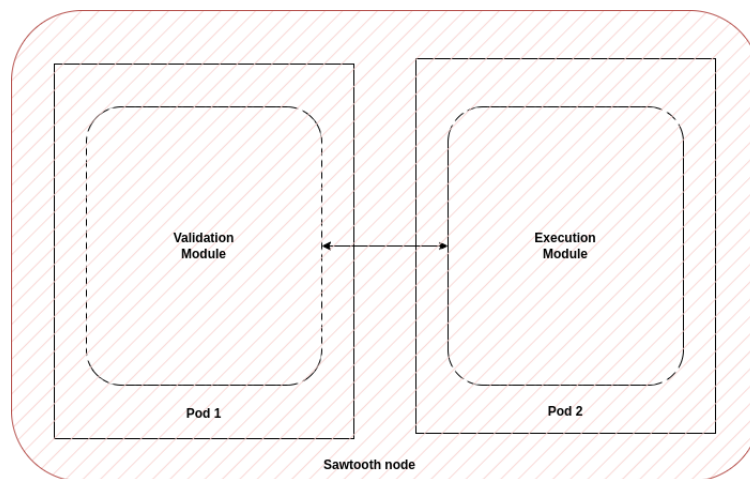 Validation
Module
Execution
Module
Pod 1
Pod 2
Sawtooth node